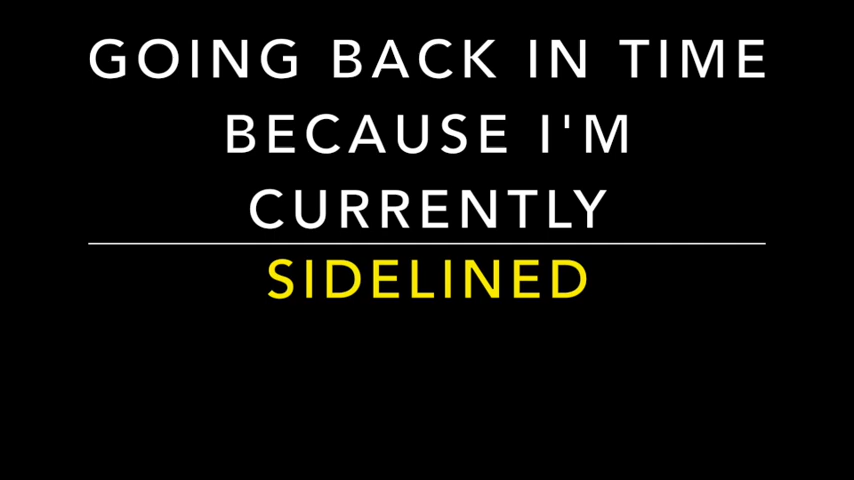 GOING BACK IN TIME
BECAUSE I'M
CURRENTLY
SIDELINED